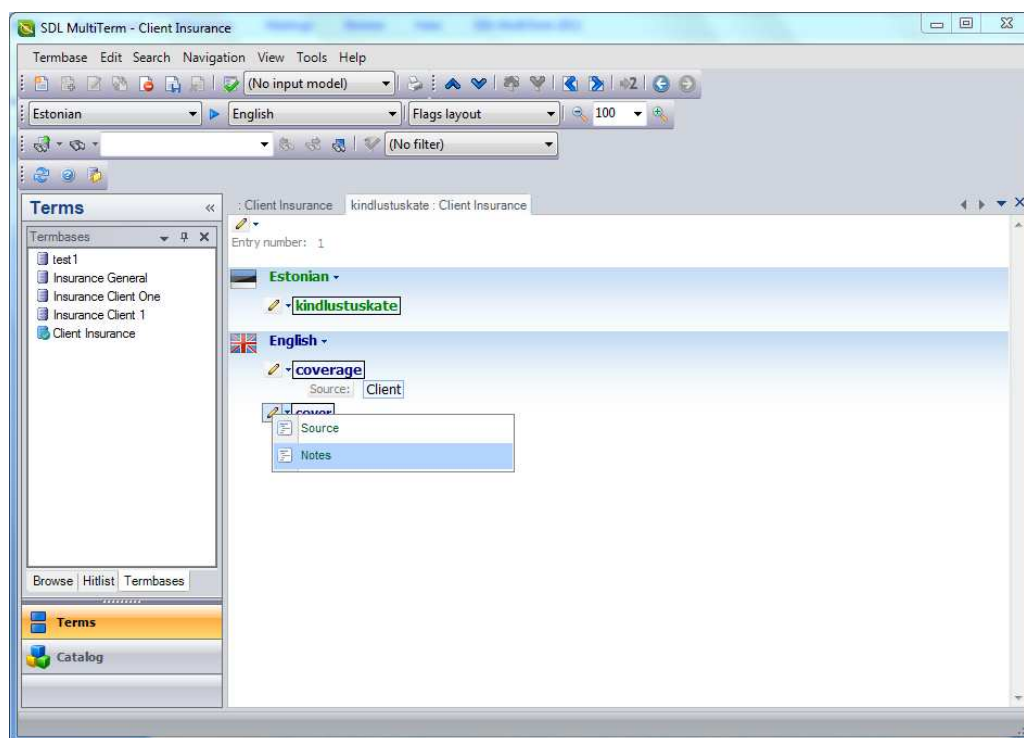 SDL MultiTerm - Client Insurance
Termbase Edit Search Navigation View Tools Help
(No input model)
2
Estonian English Flags layout 100
(No filter)
Terms «
: Client Insurance kindlustuskate : Client Insurance
Termbases
Entry number: 1
test1
Insurance General
Insurance Client One
Insurance Client 1
Client Insurance
Estonian
kindlustuskate
English
coverage
Source: Client
cover
Source
Notes
Browse Hitlist Termbases
Terms
Catalog